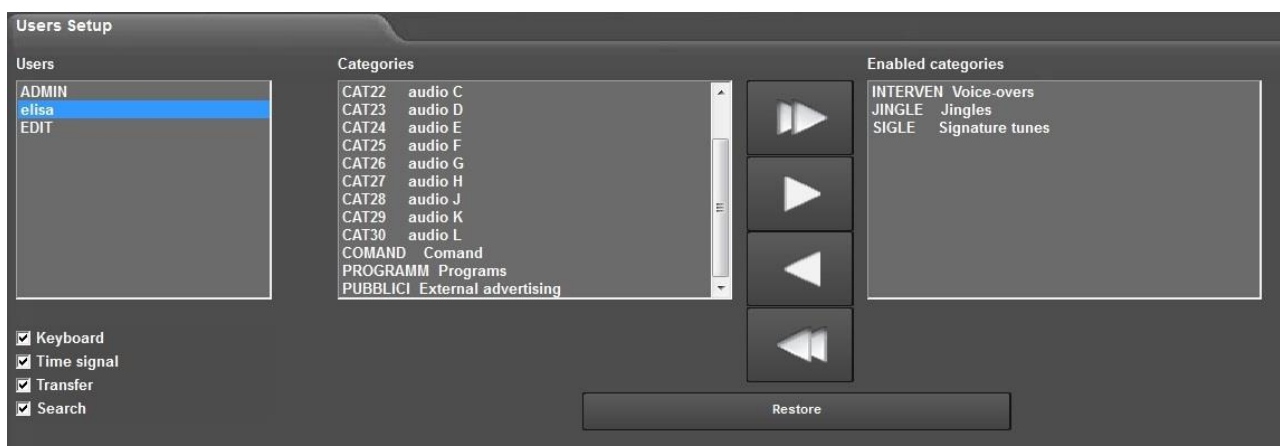 Users Setup
Users
ADMIN
elisa
EDIT
Categories
CAT22 audio C
CAT23 audio D
CAT24 audio E
CAT25 audio F
CAT26 audio G
CAT27 audio H
CAT28 audio J
CAT29 audio K
CAT30 audio L
COMAND Comand
PROGRAMM Programs
PUBBLICI External advertising
Enabled categories
INTERVEN Voice-overs
JINGLE Jingles
SIGLE Signature tunes
Keyboard
Time signal
Transfer
Search
Restore